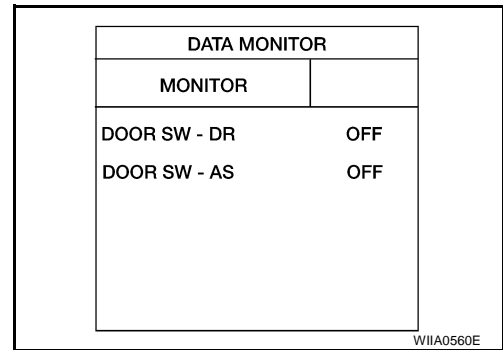 DATA MONITOR
MONITOR
DOOR SW - DR OFF
DOOR SW - AS OFF
WIIA0560E